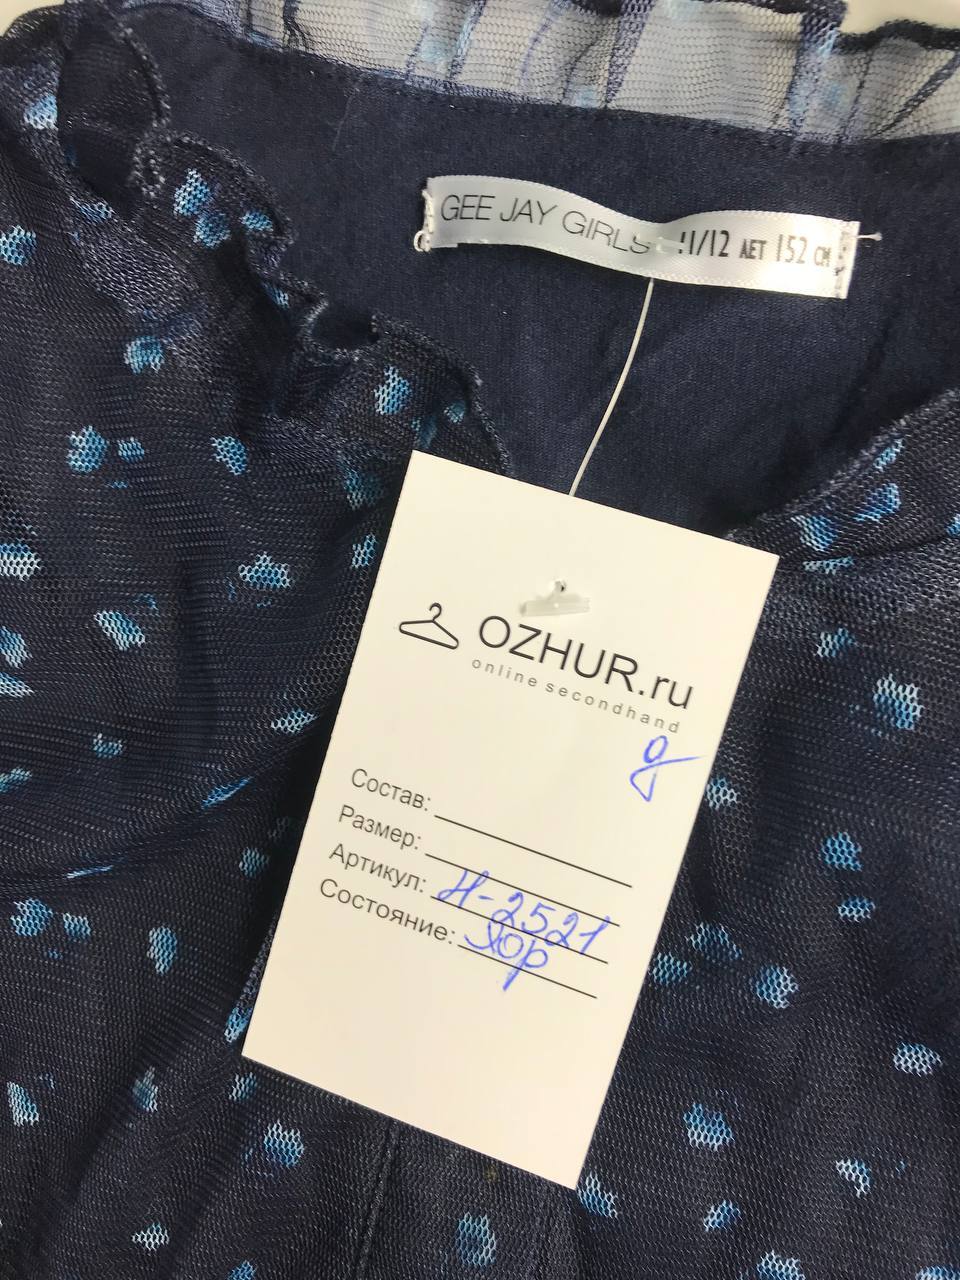 GEE JAY GIRLS 11/12 ЛЕТ 152 СМ
OZHUR.ru
online secondhand
Состав:
Размер:
Артикул: Н-2521
Состояние: Хор